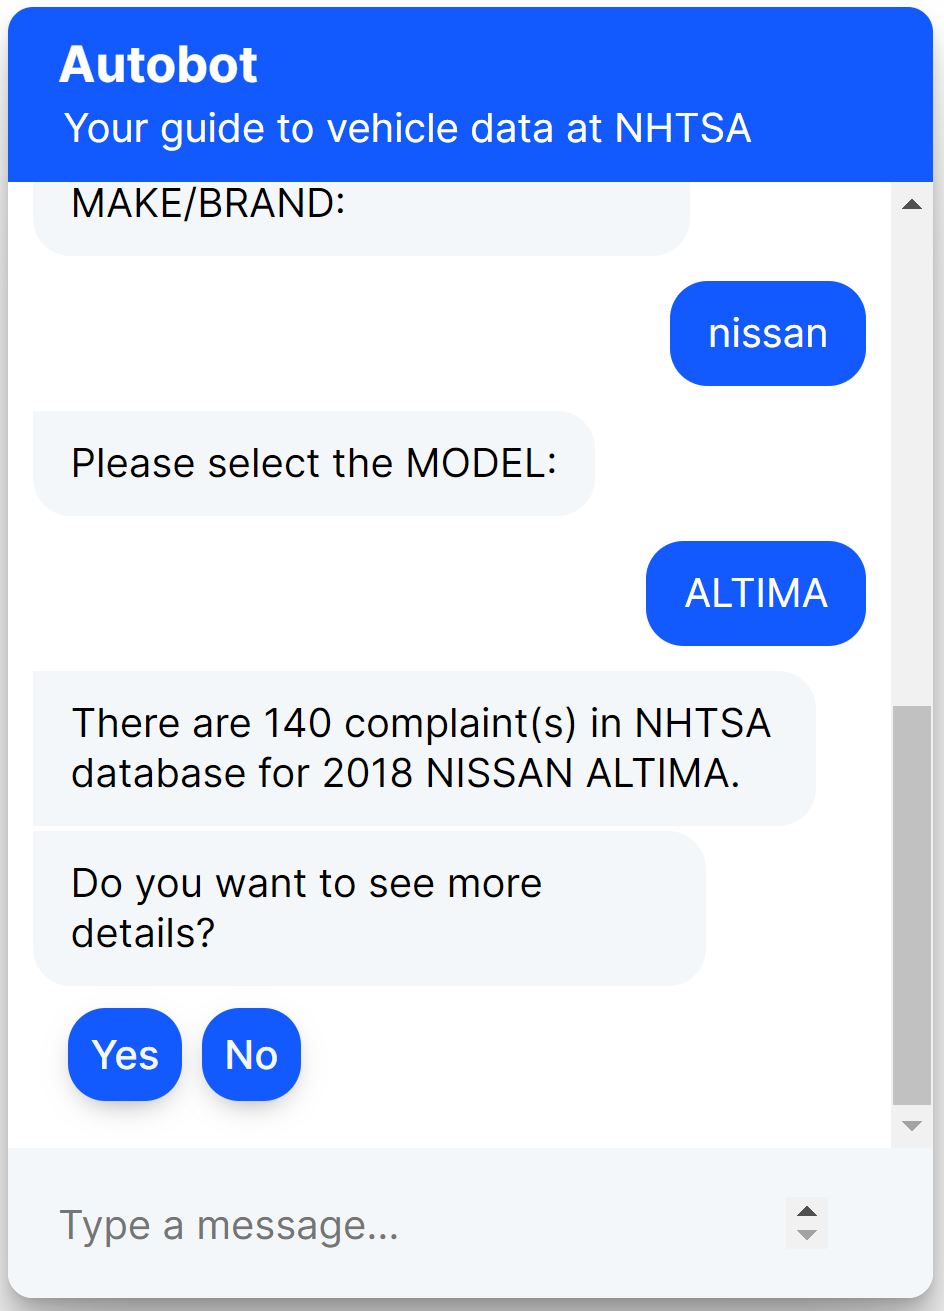 Autobot
Your guide to vehicle data at NHTSA
MAKE/BRAND:
nissan
Please select the MODEL:
ALTIMA
There are 140 complaint(s) in NHTSA
database for 2018 NISSAN ALTIMA.
Do you want to see more
details?
Yes No
Type a message...